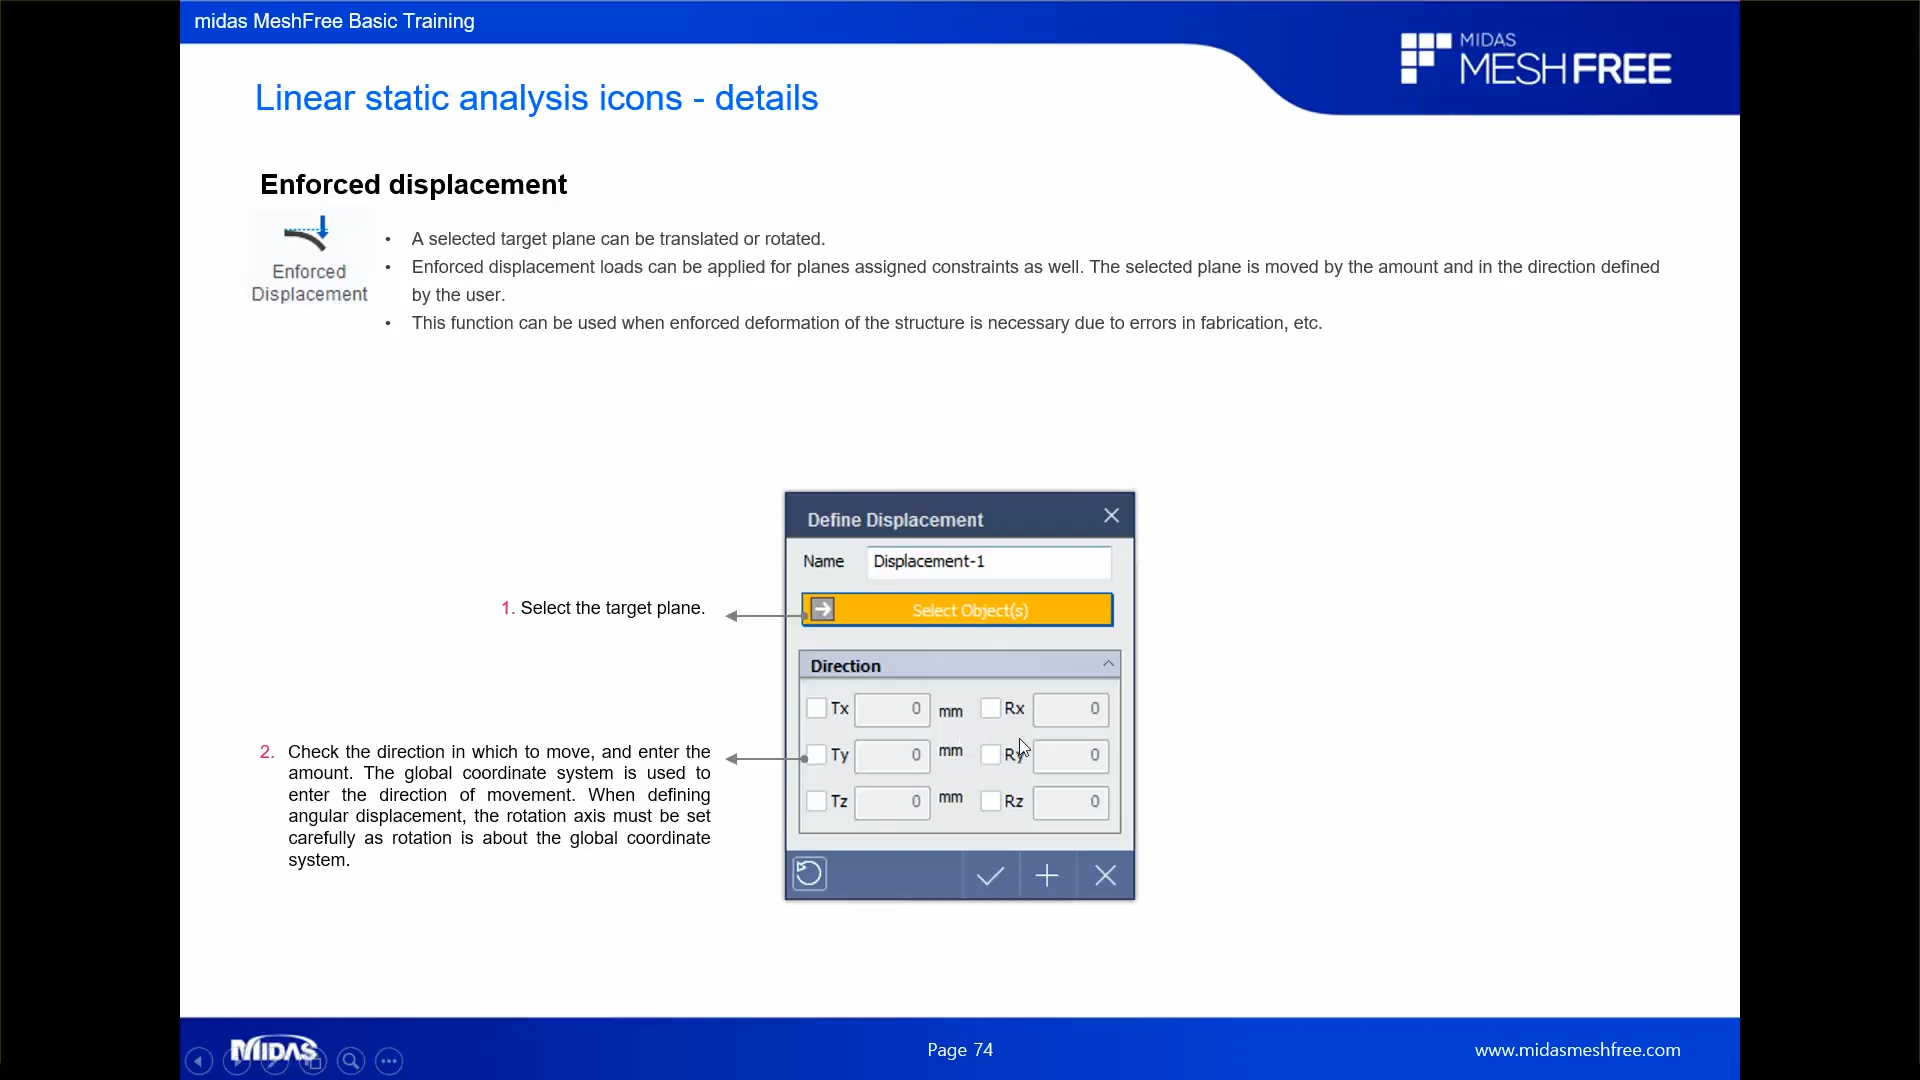 midas MeshFree Basic Training
MIDAS
MESHFREE
Linear static analysis icons - details
Enforced displacement
Enforced
Displacement
• A selected target plane can be translated or rotated.
• Enforced displacement loads can be applied for planes assigned constraints as well. The selected plane is moved by the amount and in the direction defined
by the user.
• This function can be used when enforced deformation of the structure is necessary due to errors in fabrication, etc.
Define Displacement
Name Displacement-1
1. Select the target plane.
Select Object(s)
Direction
Tx 0 mm Rx 0
Ty 0 mm Ry 0
Tz 0 mm Rz 0
2. Check the direction in which to move, and enter the
amount. The global coordinate system is used to
enter the direction of movement. When defining
angular displacement, the rotation axis must be set
carefully as rotation is about the global coordinate
system.
MIDAS
Page 74
www.midasmeshfree.com